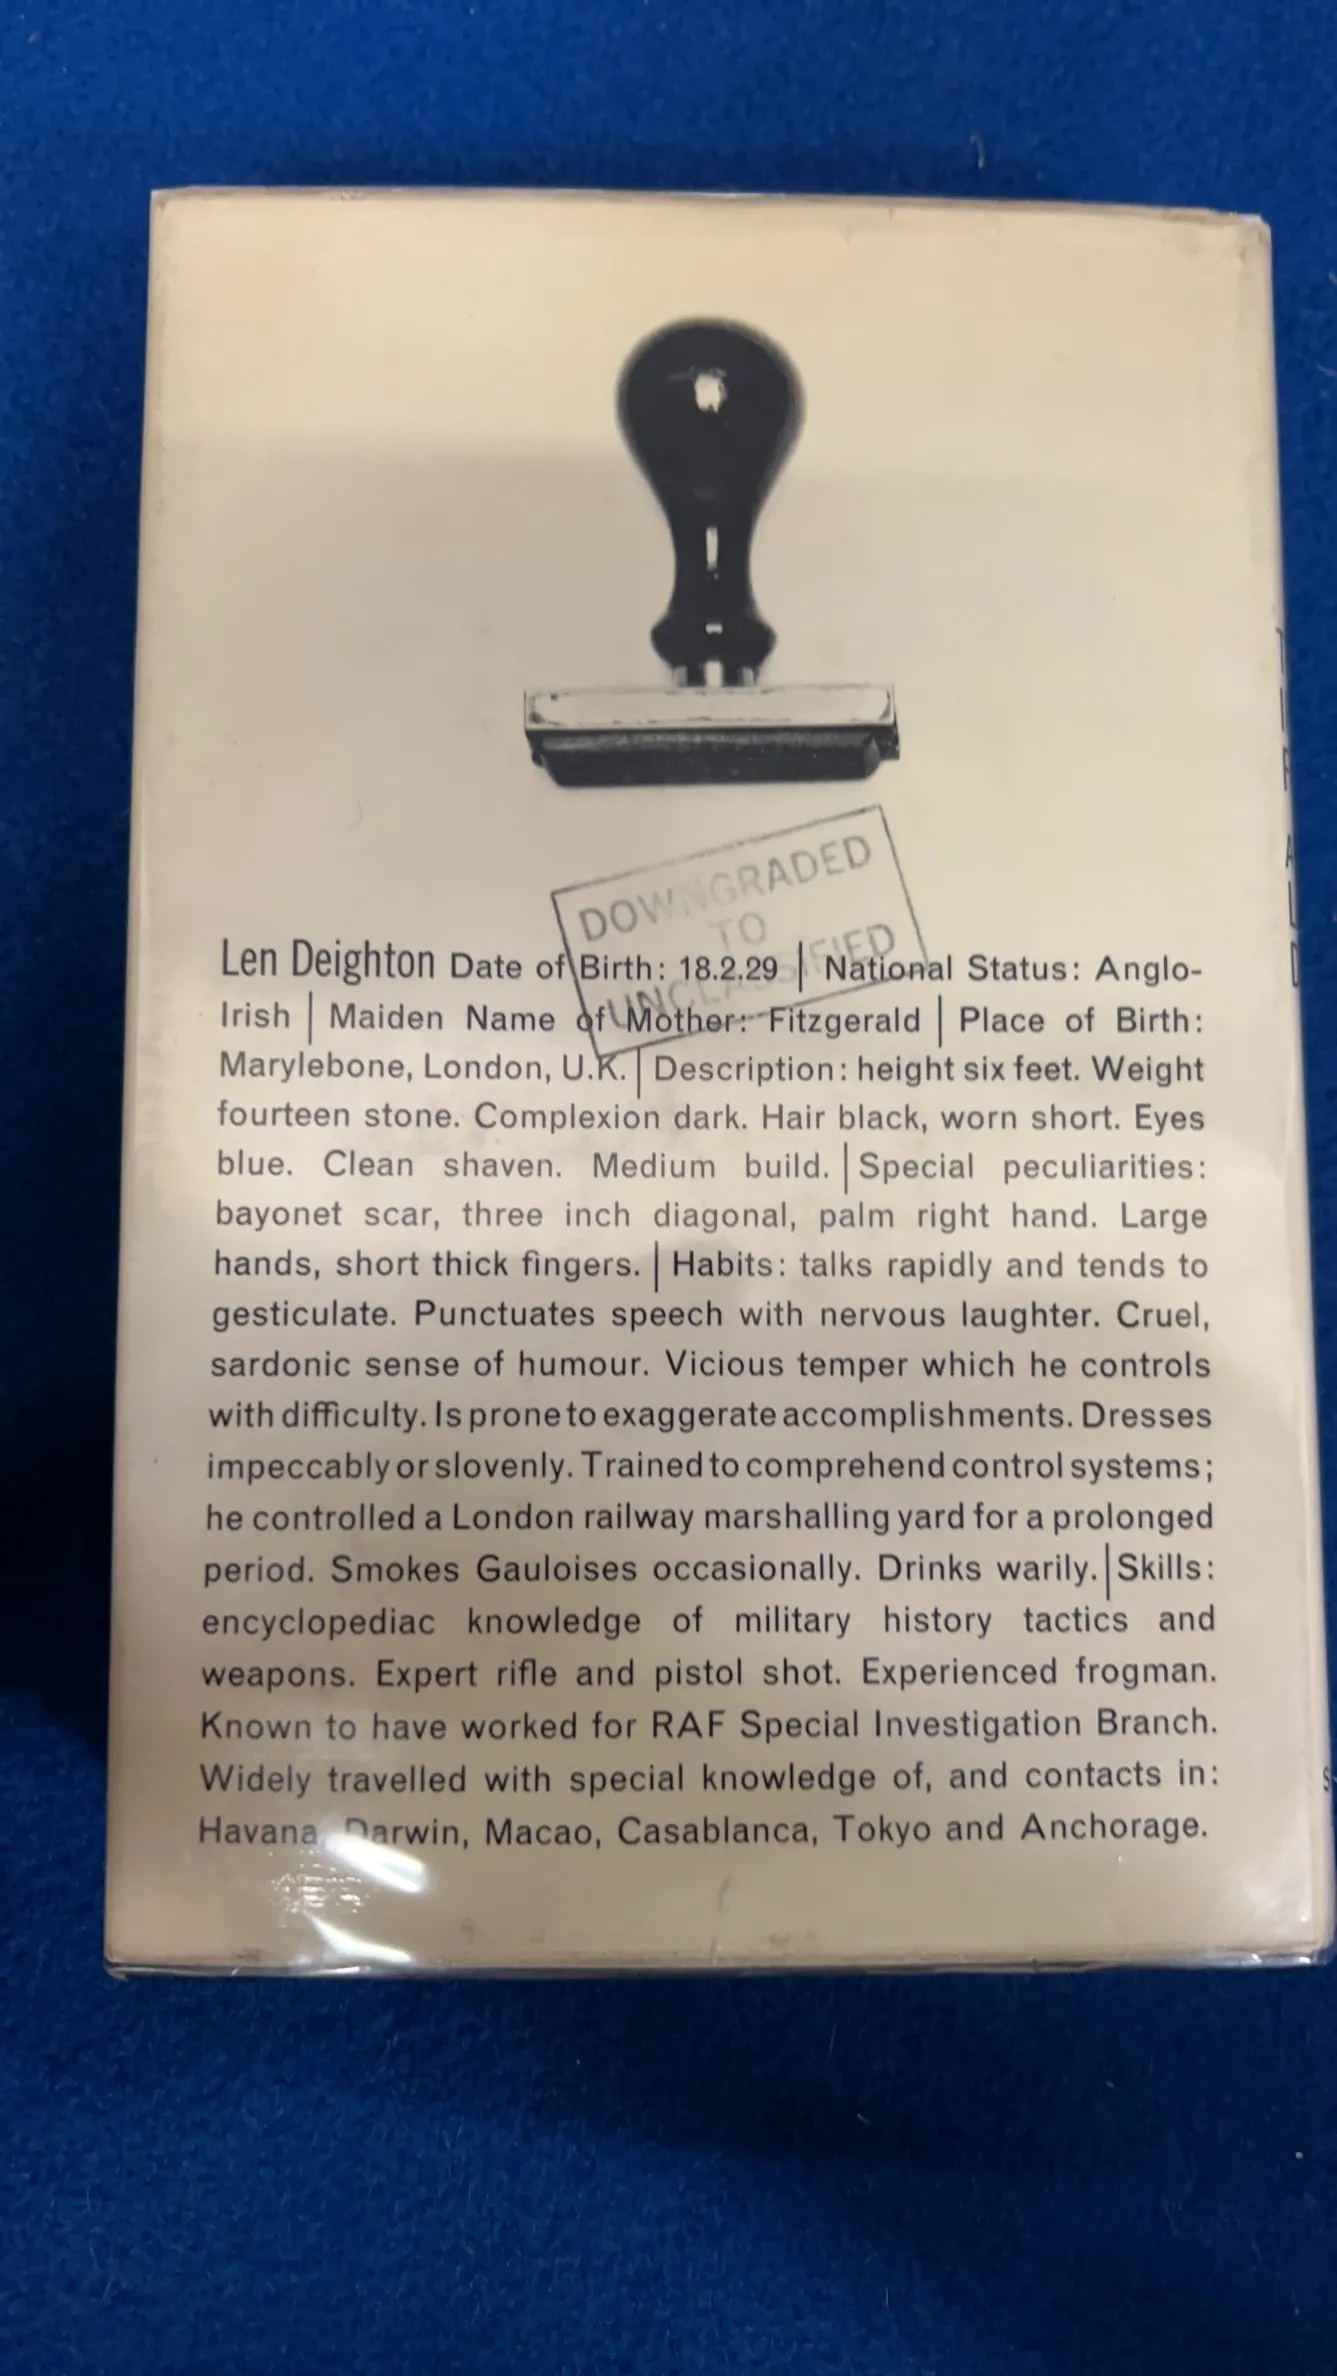 DOWNGRADED
TO
UNCLASSIFIED
Len Deighton Date of Birth: 18.2.29 | National Status: Anglo-
Irish | Maiden Name of Mother: Fitzgerald | Place of Birth:
Marylebone, London, U.K. | Description: height six feet. Weight
fourteen stone. Complexion dark. Hair black, worn short. Eyes
blue. Clean shaven. Medium build. | Special peculiarities:
bayonet scar, three inch diagonal, palm right hand. Large
hands, short thick fingers. | Habits: talks rapidly and tends to
gesticulate. Punctuates speech with nervous laughter. Cruel,
sardonic sense of humour. Vicious temper which he controls
with difficulty. Is prone to exaggerate accomplishments. Dresses
impeccably or slovenly. Trained to comprehend control systems;
he controlled a London railway marshalling yard for a prolonged
period. Smokes Gauloises occasionally. Drinks warily. | Skills:
encyclopediac knowledge of military history tactics and
weapons. Expert rifle and pistol shot. Experienced frogman.
Known to have worked for RAF Special Investigation Branch.
Widely travelled with special knowledge of, and contacts in:
Havana, Darwin, Macao, Casablanca, Tokyo and Anchorage.